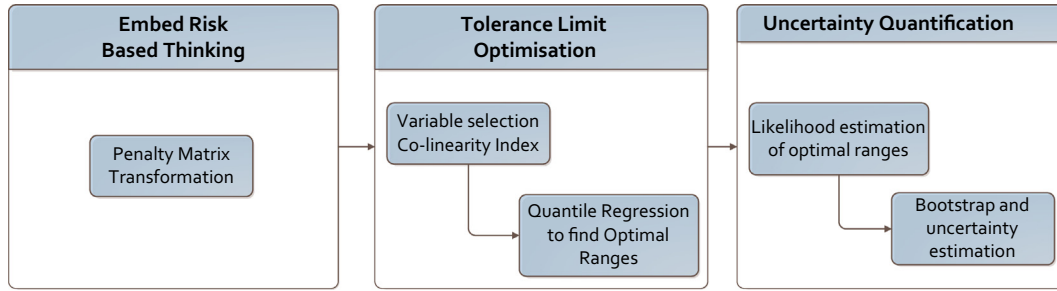 Embed Risk
Based Thinking
Penalty Matrix
Transformation
Tolerance Limit
Optimisation
Variable selection
Co-linearity Index
Quantile Regression
to find Optimal
Ranges
Uncertainty Quantification
Likelihood estimation
of optimal ranges
Bootstrap and
uncertainty
estimation